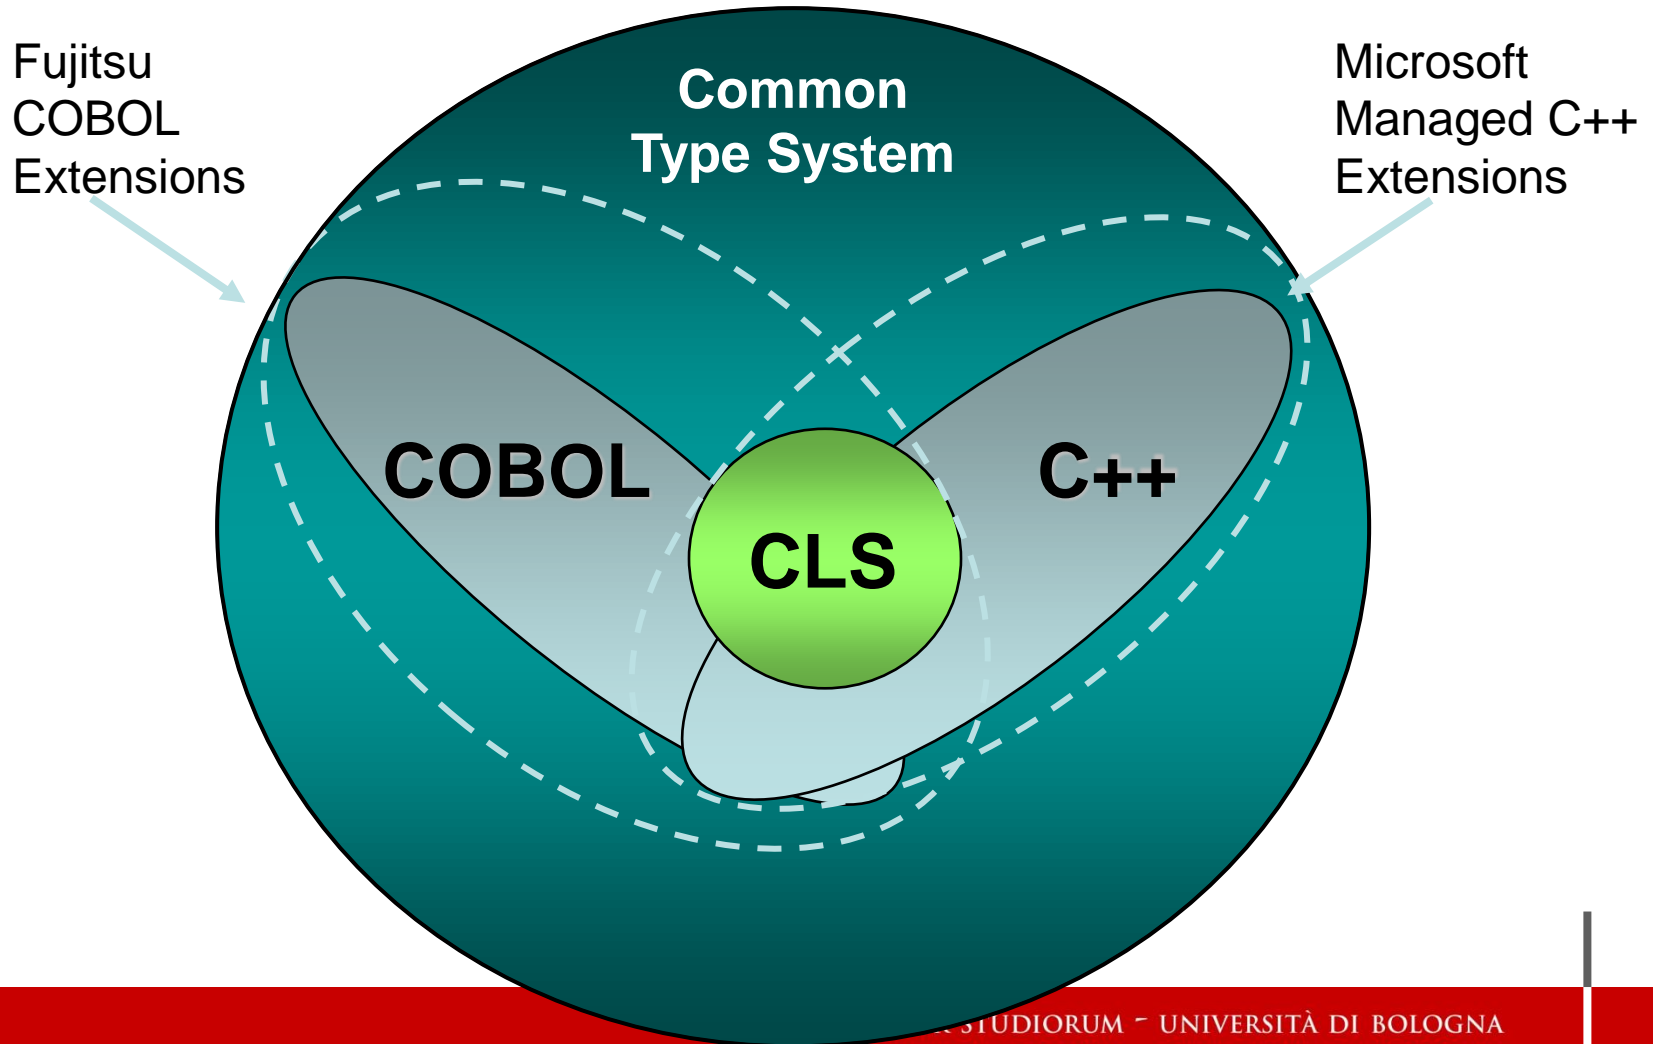 Fujitsu
COBOL
Extensions
Common
Type System
Microsoft
Managed C++
Extensions
COBOL
C++
CLS
STUDIORUM - UNIVERSITÀ DI BOLOGNA